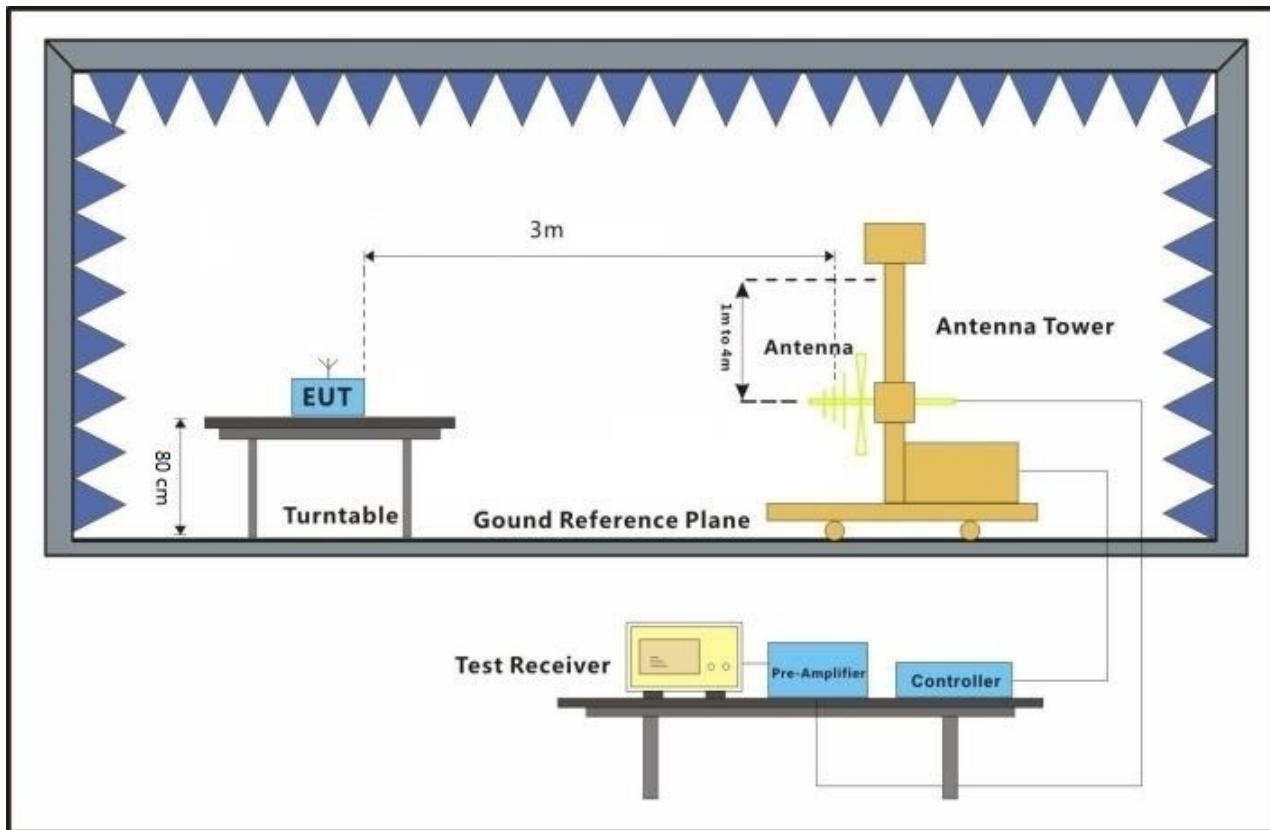 3m
1m to 4m
Antenna Tower
Antenna
EUT
80 cm
Turntable
Gound Reference Plane
Test Receiver
Pre-Amplifier
Controller